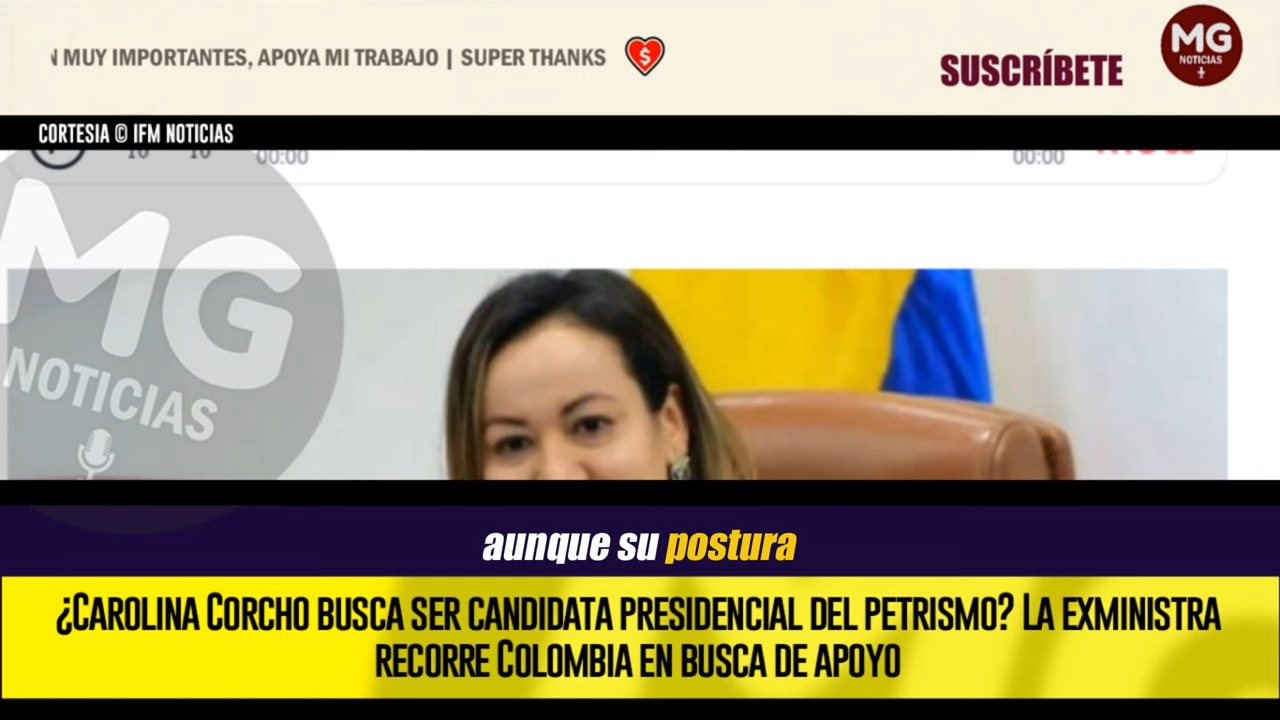 MUY IMPORTANTES, APOYA MI TRABAJO | SUPER THANKS
SUSCRÍBETE
MG
NOTICIAS
CORTESIA © IFM NOTICIAS
00:00
00:00
MG
NOTICIAS
aunque su postura
¿CAROLINA CORCHO BUSCA SER CANDIDATA PRESIDENCIAL DEL PETRISMO? LA EXMINISTRA
RECORRE COLOMBIA EN BUSCA DE APOYO